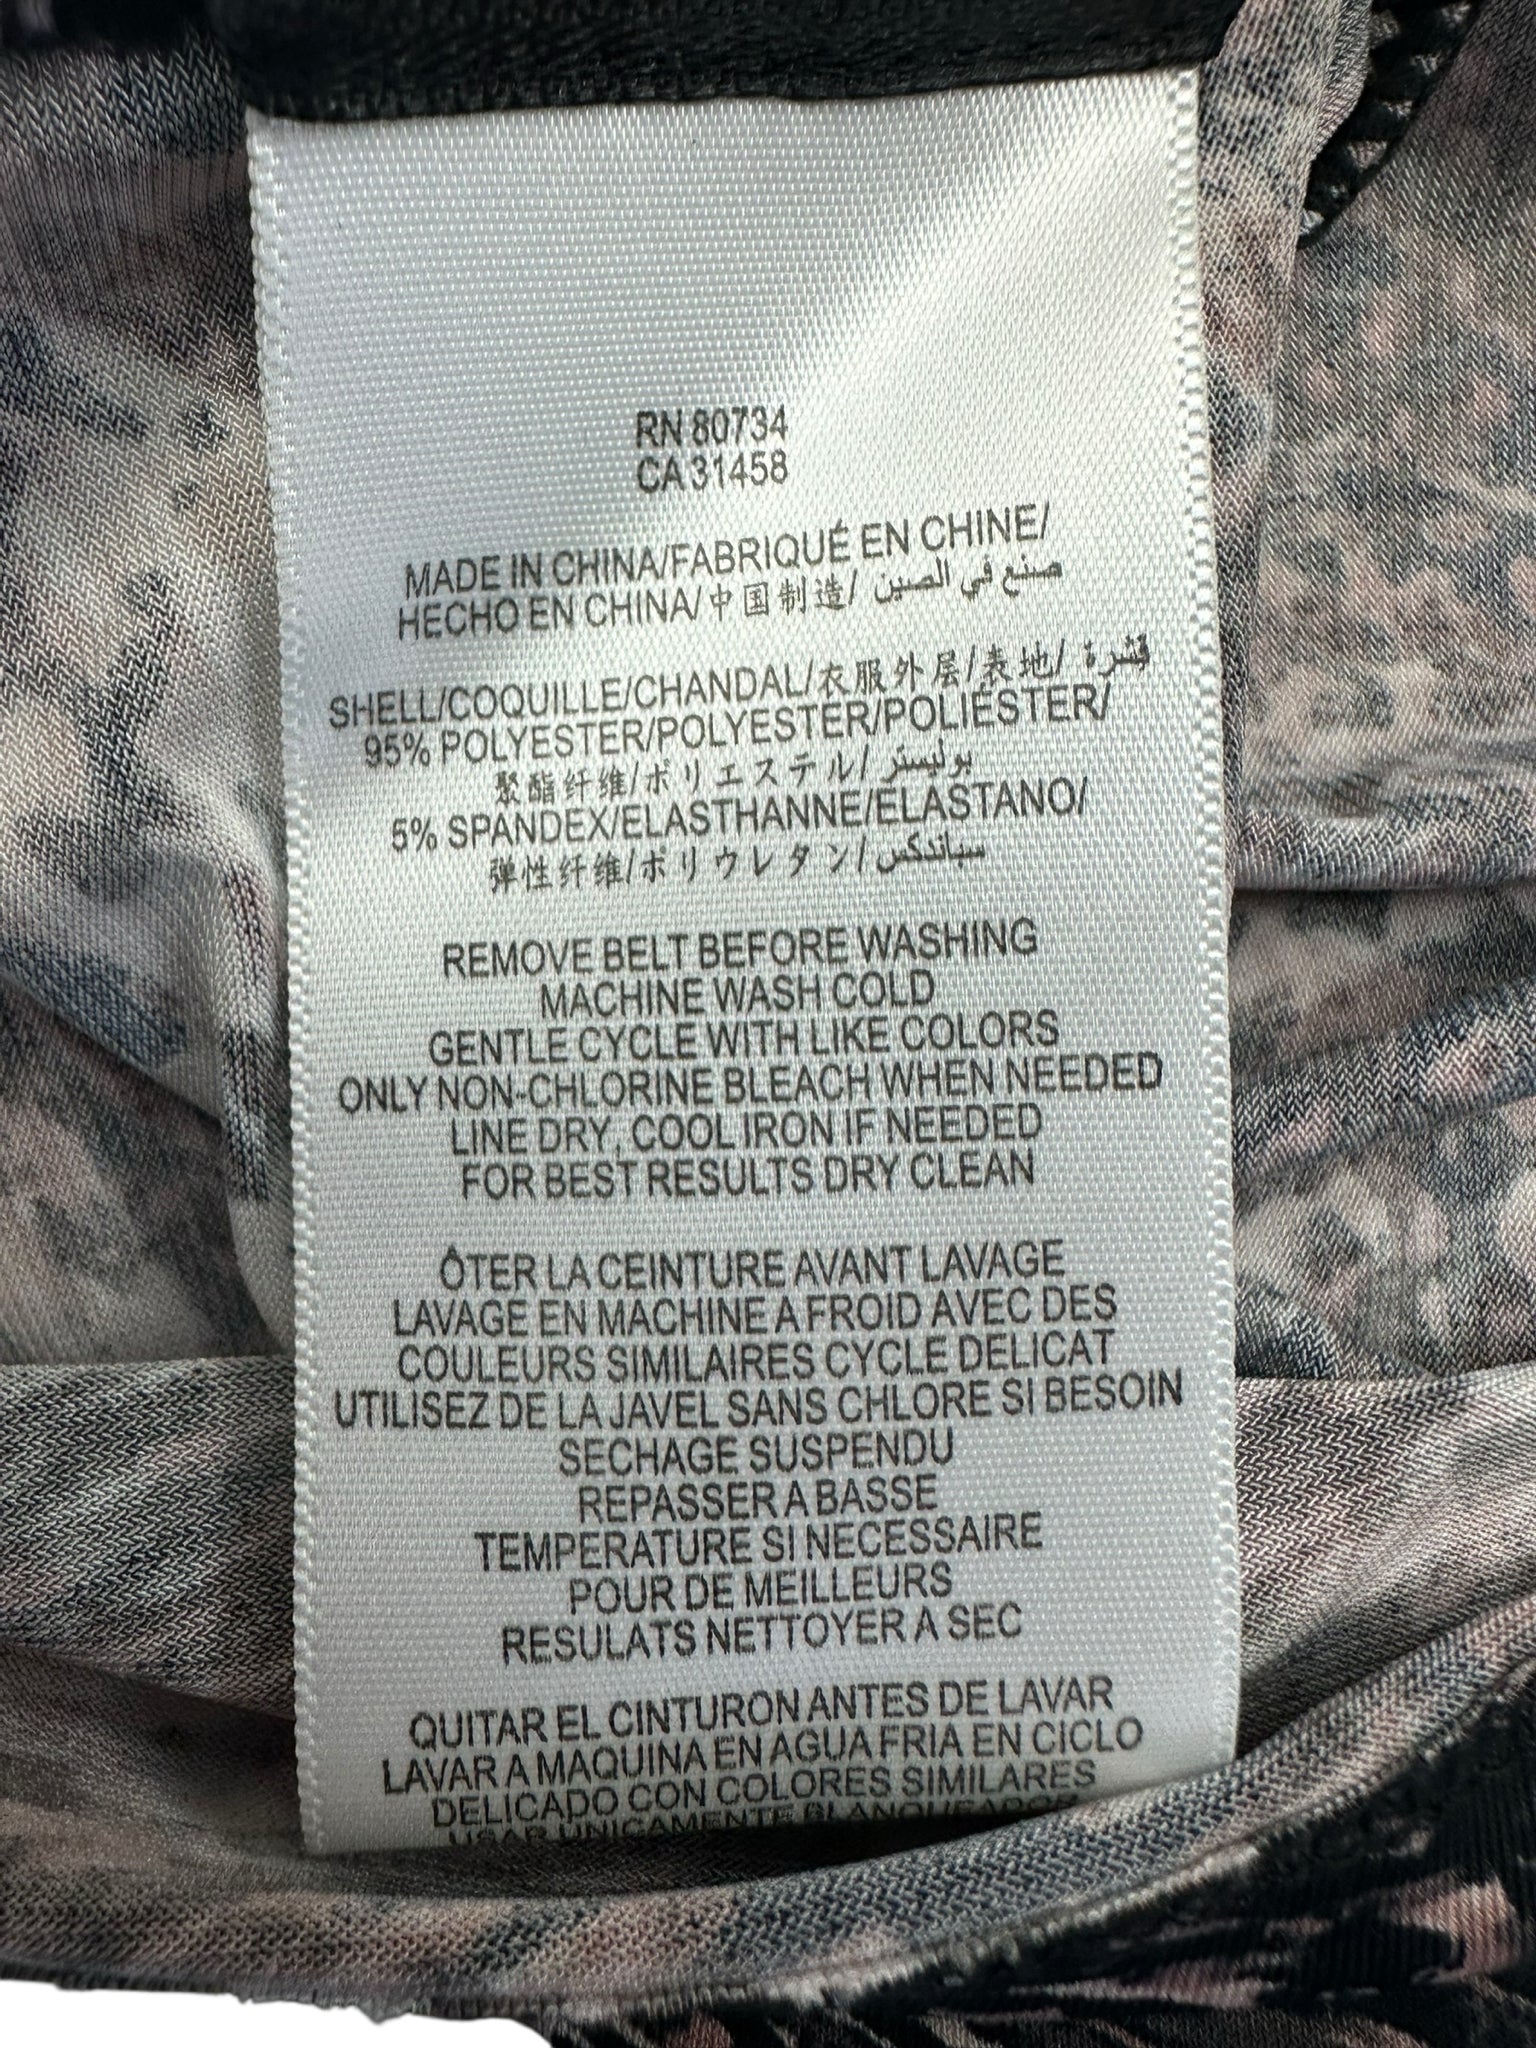 RN 80734
CA 31458
MADE IN CHINA/FABRIQUÉ EN CHINE/
HECHO EN CHINA/中国制造/ صنع في الصين
SHELL/COQUILLE/CHANDAL/衣服外层/表地/ قشرة
95% POLYESTER/POLYESTER/POLIÉSTER/
聚酯纤维/ポリエステル/ بوليستر
5% SPANDEX/ELASTHANNE/ELASTANO/
弹性纤维/ポリウレタン/ سباندكس
REMOVE BELT BEFORE WASHING
MACHINE WASH COLD
GENTLE CYCLE WITH LIKE COLORS
ONLY NON-CHLORINE BLEACH WHEN NEEDED
LINE DRY, COOL IRON IF NEEDED
FOR BEST RESULTS DRY CLEAN
ÔTER LA CEINTURE AVANT LAVAGE
LAVAGE EN MACHINE A FROID AVEC DES
COULEURS SIMILAIRES CYCLE DELICAT
UTILISEZ DE LA JAVEL SANS CHLORE SI BESOIN
SECHAGE SUSPENDU
REPASSER A BASSE
TEMPERATURE SI NECESSAIRE
POUR DE MEILLEURS
RESULATS NETTOYER A SEC
QUITAR EL CINTURON ANTES DE LAVAR
LAVAR A MAQUINA EN AGUA FRIA EN CICLO
DELICADO CON COLORES SIMILARES
USAR UNICAMENTE BLANQUEADOR